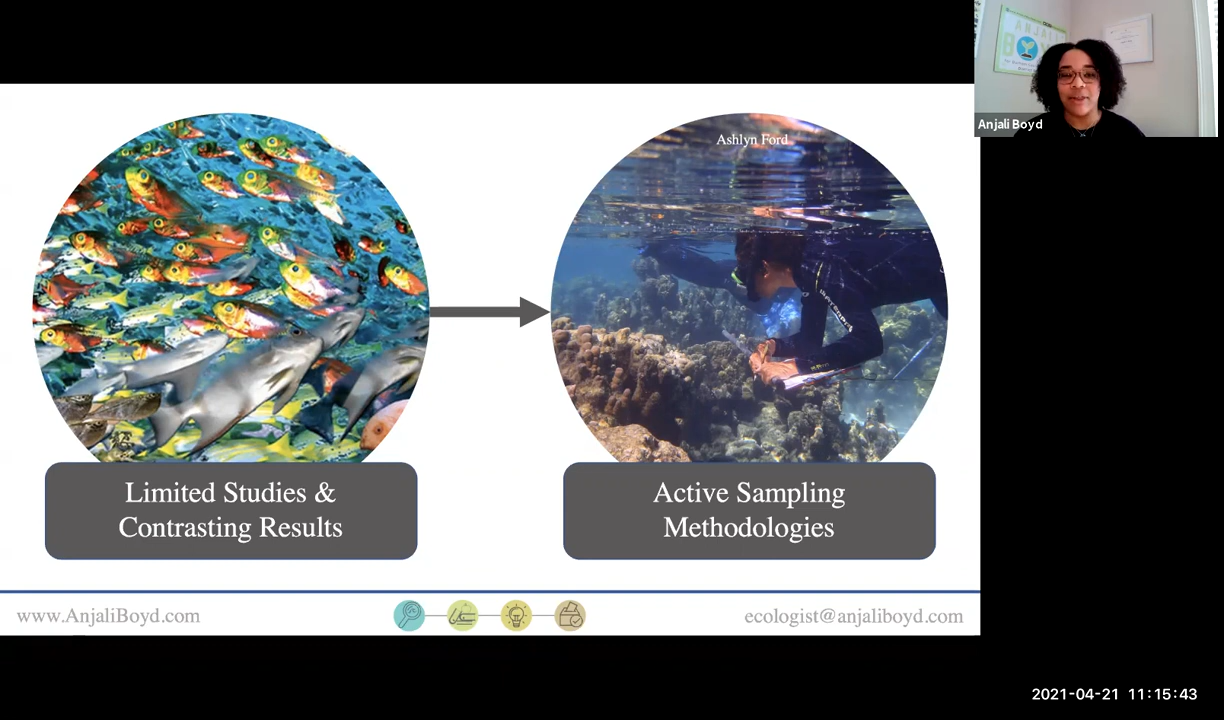 Ashlyn Ford
Limited Studies &
Contrasting Results
Active Sampling
Methodologies
www.AnjaliBoyd.com
ecologist@anjaliboyd.com
Anjali Boyd
2021-04-21 11:15:43